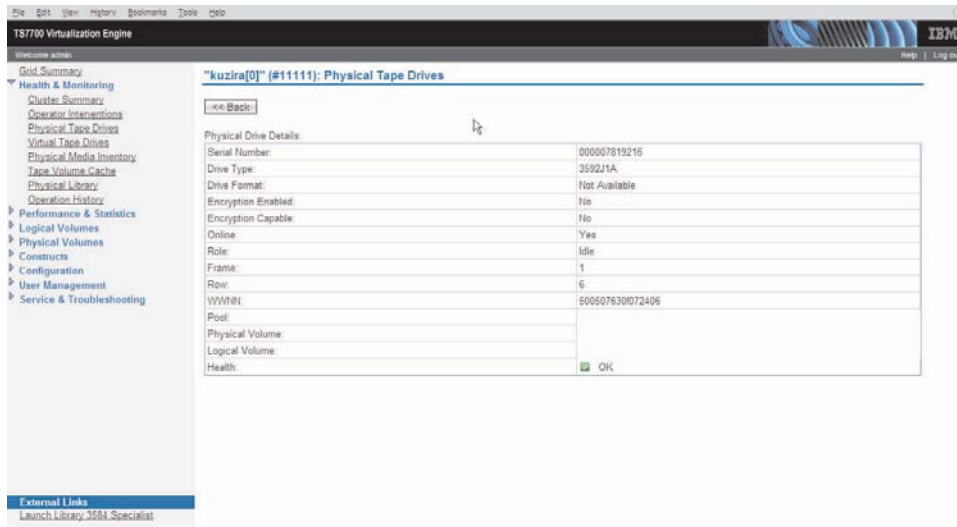 File Edit View History Bookmarks Tools Help
TS7700 Virtualization Engine
IBM
Welcome admin
Help | Log ou
Grid Summary
Health & Monitoring
Cluster Summary
Operator Interventions
Physical Tape Drives
Virtual Tape Drives
Physical Media Inventory
Tape Volume Cache
Physical Library
Operation History
Performance & Statistics
Logical Volumes
Physical Volumes
Constructs
Configuration
User Management
Service & Troubleshooting
External Links
Launch Library 3584 Specialist
"kuzira[0]" (#11111): Physical Tape Drives
<< Back
Physical Drive Details:
Serial Number: 000007819216
Drive Type: 3592J1A
Drive Format: Not Available
Encryption Enabled: No
Encryption Capable: No
Online: Yes
Role: Idle
Frame: 1
Row: 6
WWNN: 500507630f072406
Pool:
Physical Volume:
Logical Volume:
Health: OK